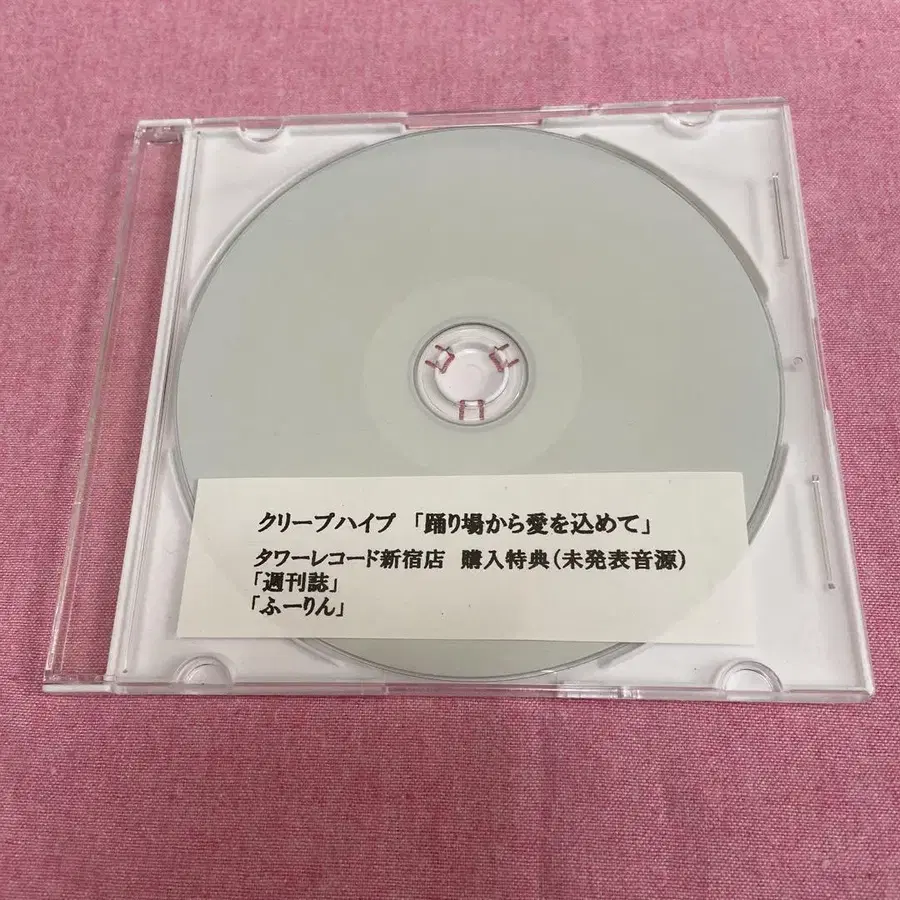 クリープハイプ 「踊り場から愛を込めて」
タワーレコード新宿店 購入特典(未発表音源)
「週刊誌」
「ふーりん」